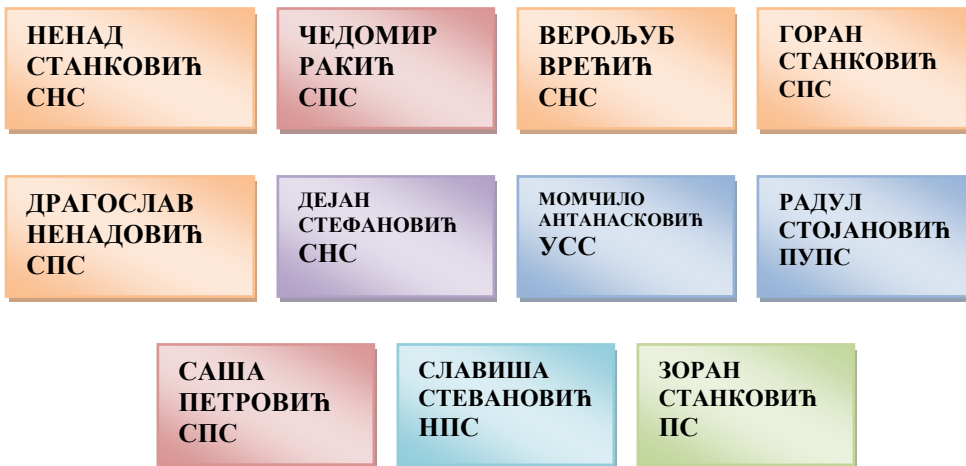 НЕНАД
СТАНКОВИЋ
СНС
ЧЕДОМИР
РАКИЋ
СПС
ВЕРОЉУБ
ВРЕЋИЋ
СНС
ГОРАН
СТАНКОВИЋ
СПС
ДРАГОСЛАВ
НЕНАДОВИЋ
СПС
ДЕЈАН
СТЕФАНОВИЋ
СНС
МОМЧИЛО
АНТАНАСКОВИЋ
УСС
РАДУЛ
СТОЈАНОВИЋ
ПУПС
САША
ПЕТРОВИЋ
СПС
СЛАВИША
СТЕВАНОВИЋ
НПС
ЗОРАН
СТАНКОВИЋ
ПС